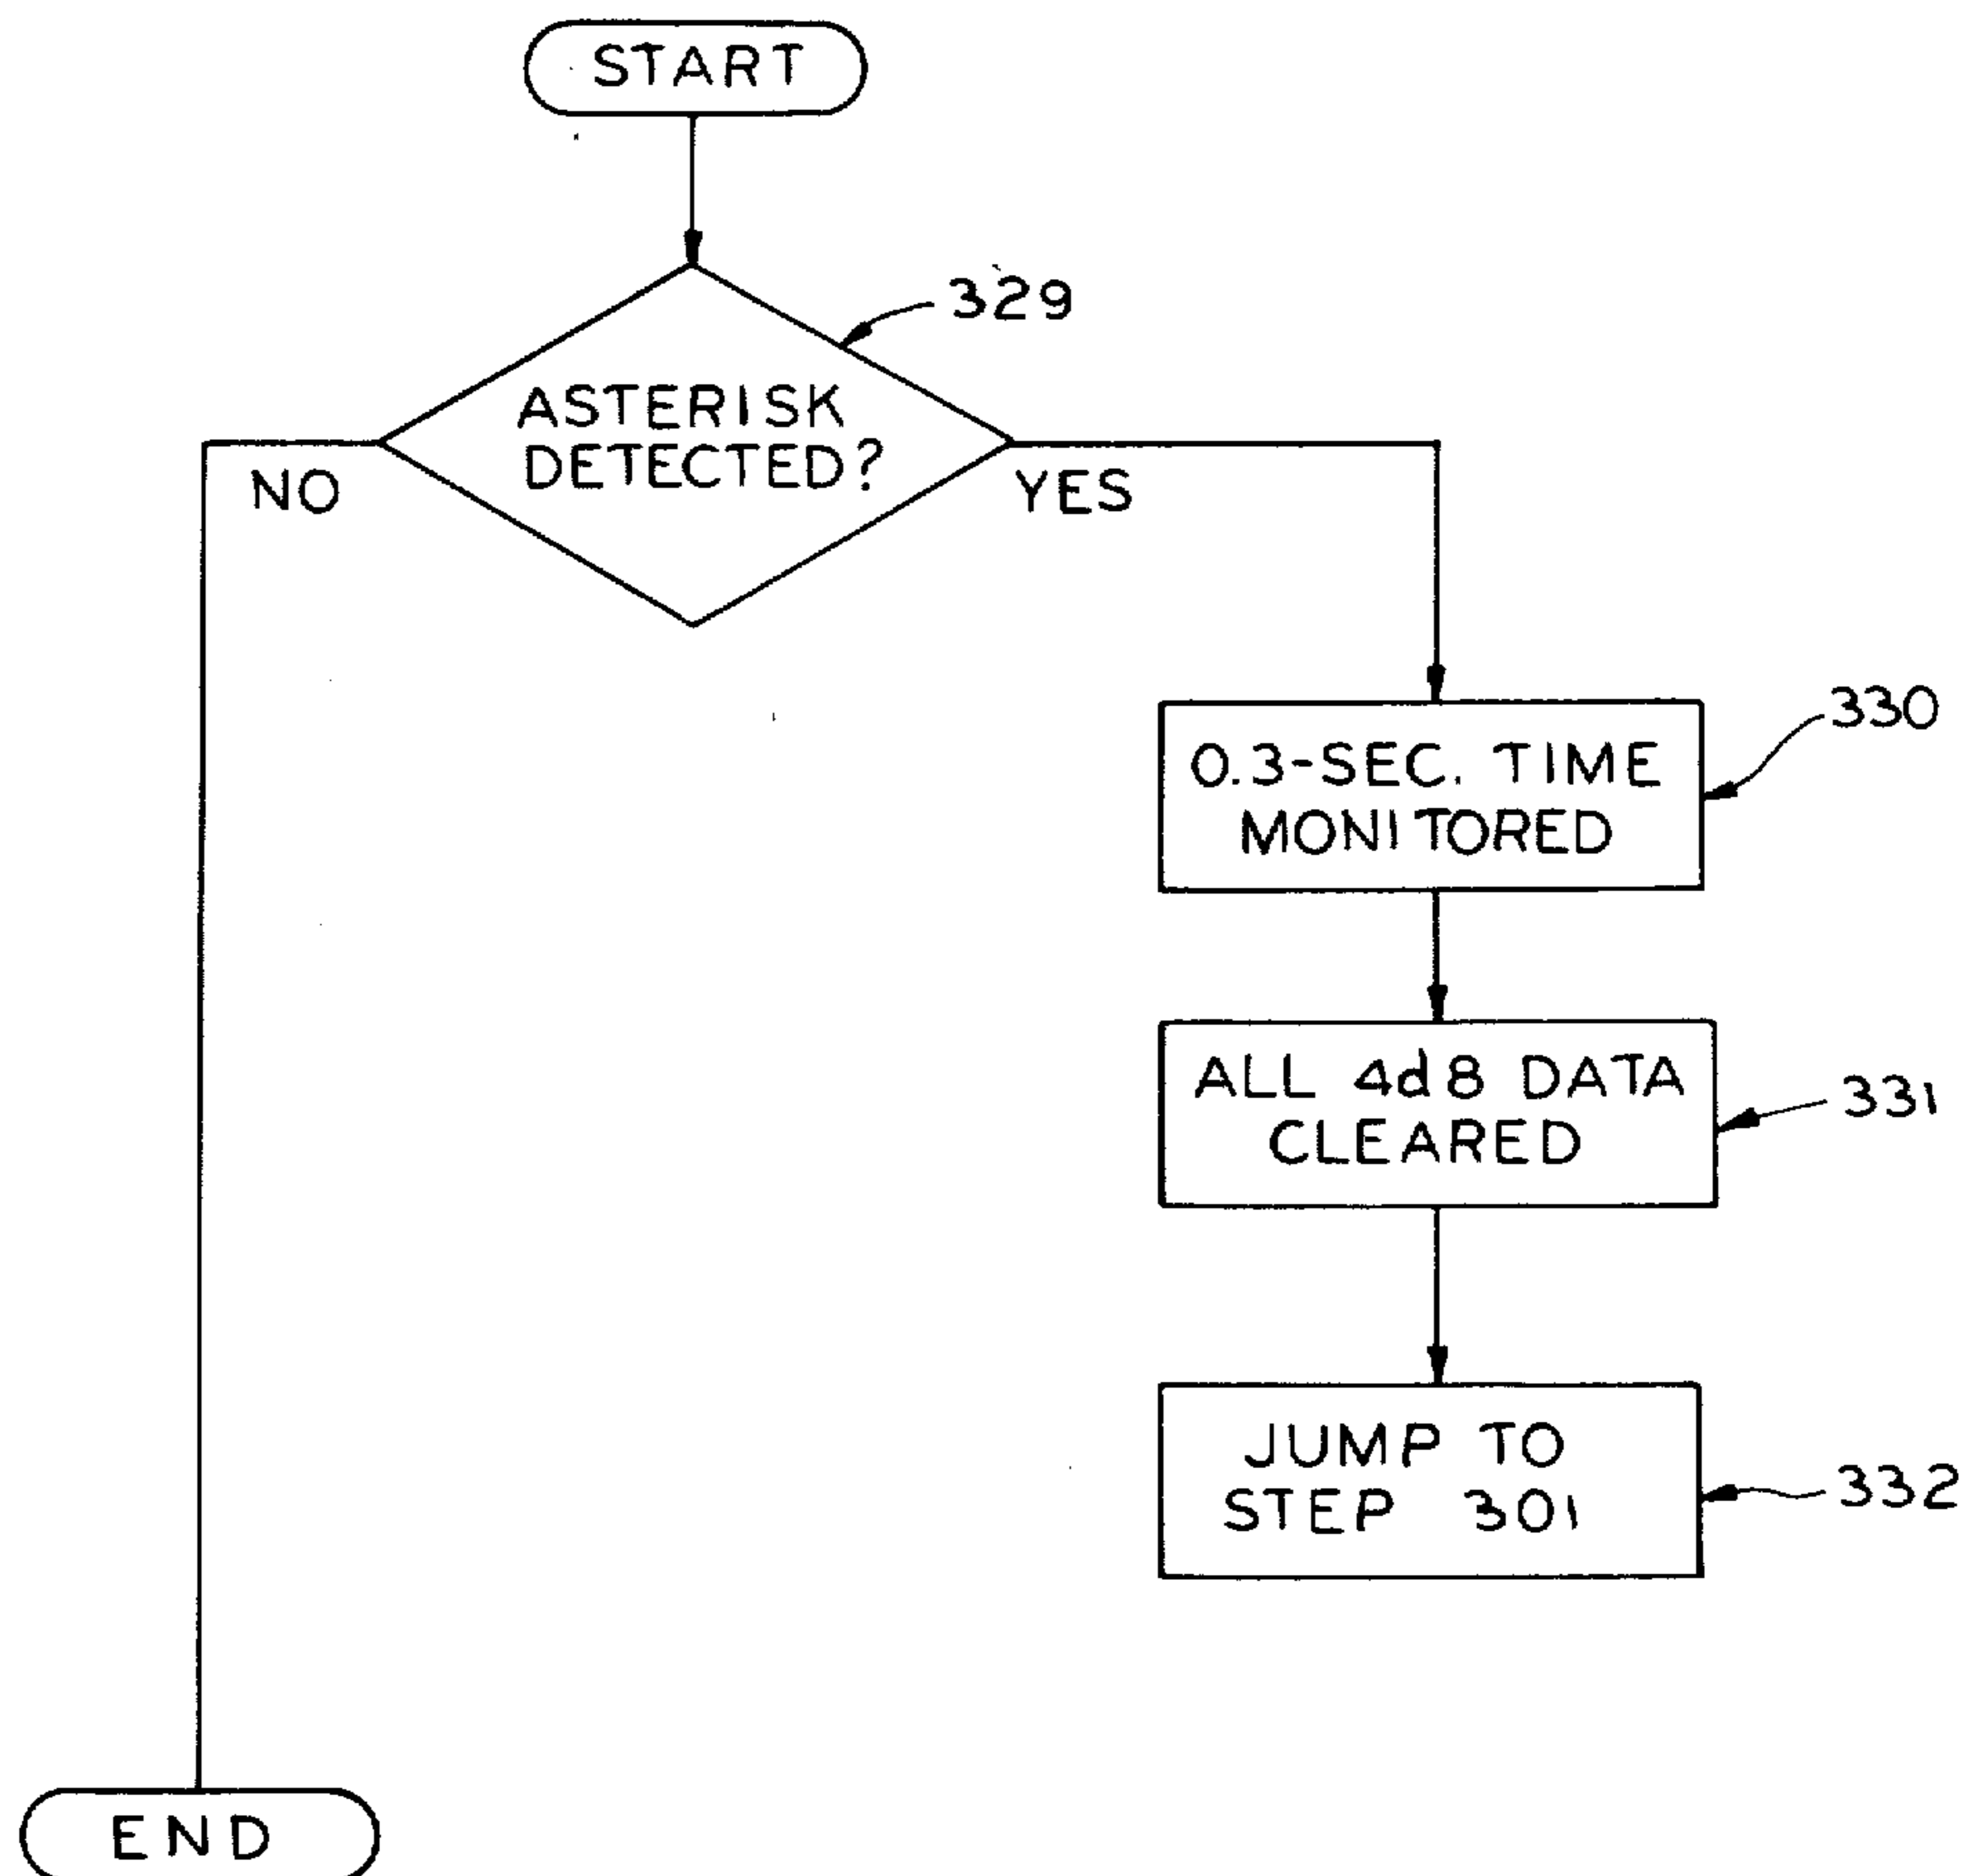 START
329
ASTERISK
DETECTED?
NO
YES
330
0.3-SEC. TIME
MONITORED
331
ALL 4d8 DATA
CLEARED
332
JUMP TO
STEP 301
END